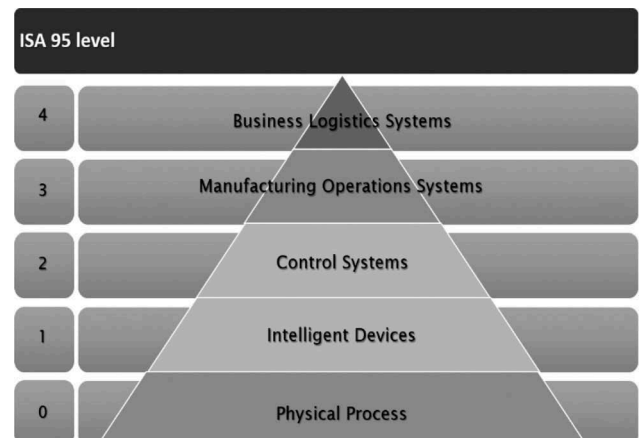 ISA 95 level
4 Business Logistics Systems
3 Manufacturing Operations Systems
2 Control Systems
1 Intelligent Devices
0 Physical Process